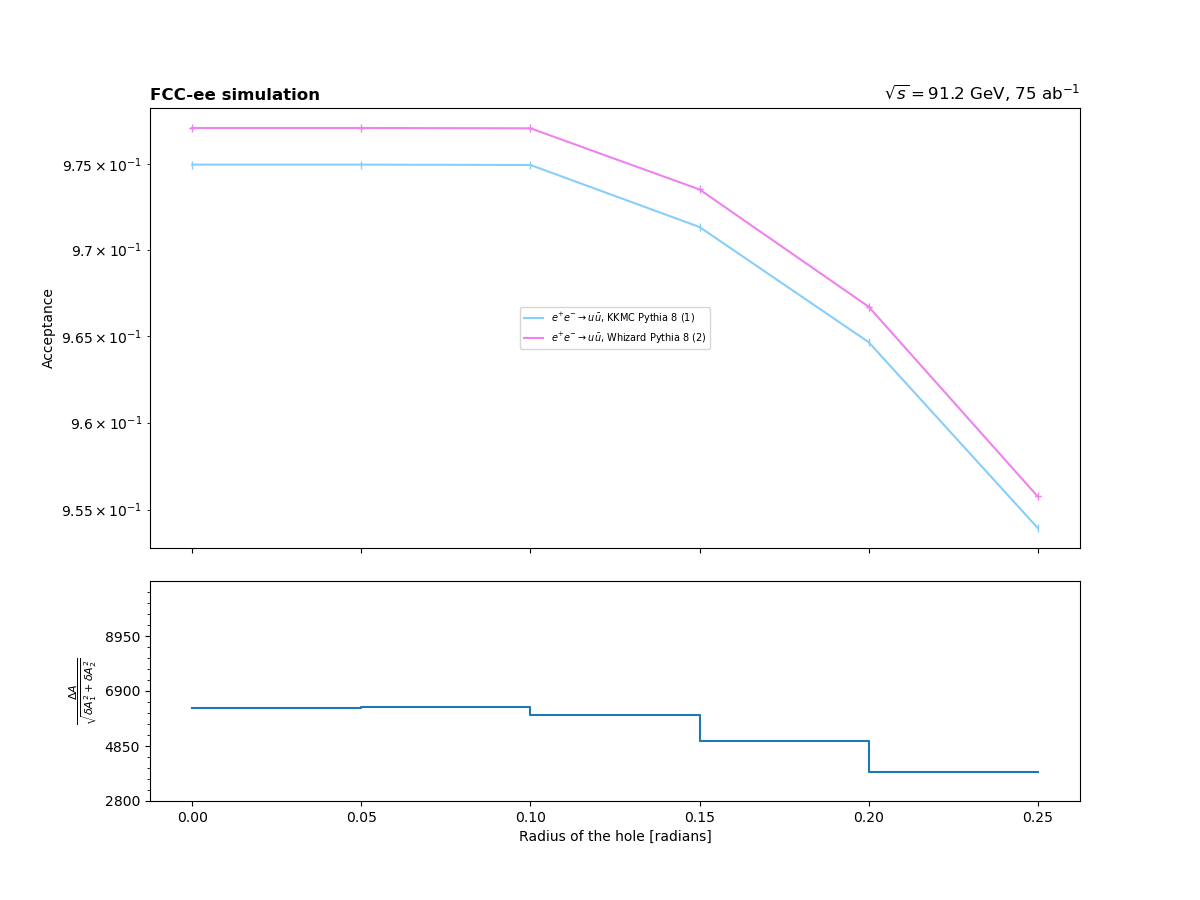 FCC-ee simulation
√s = 91.2 GeV, 75 ab⁻¹
9.75 × 10⁻¹
9.7 × 10⁻¹
9.65 × 10⁻¹
9.6 × 10⁻¹
9.55 × 10⁻¹
Acceptance
e⁺e⁻ → uū, KKMC Pythia 8 (1)
e⁺e⁻ → uū, Whizard Pythia 8 (2)
8950
6900
4850
2800
ΔA
√δA₁² + δA₂²
0.00 0.05 0.10 0.15 0.20 0.25
Radius of the hole [radians]